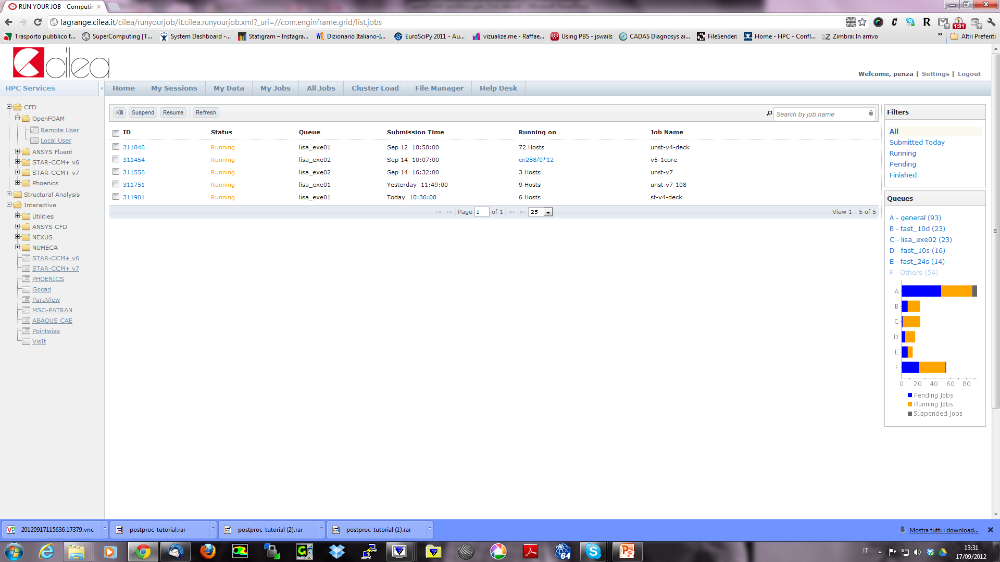 RUN YOUR JOB - Computin
lagrange.cilea.it/cilea/runyourjob/it.cilea.runyourjob.xml?_uri=//com.enginframe.grid/list.jobs
1:31
Trasporto pubblico f... SuperComputing [T... System Dashboard -... Statigram – Instagra... Dizionario Italiano-I... EuroSciPy 2011 - Au... vizualize.me - Raffae... Using PBS - jswails CADAS Diagnosys ai... FileSender: Home - HPC - Confl... Zimbra: In arrivo » Altri Preferiti
cilea
Welcome, penza | Settings | Logout
HPC Services
Home My Sessions My Data My Jobs All Jobs Cluster Load File Manager Help Desk
CFD
OpenFOAM
Remote User
Local User
ANSYS Fluent
STAR-CCM+ v6
STAR-CCM+ v7
Phoenics
Structural Analysis
Interactive
Utilities
ANSYS CFD
NEXUS
NUMECA
STAR-CCM+ v6
STAR-CCM+ v7
PHOENICS
Gocad
ParaView
MSC-PATRAN
ABAQUS CAE
Pointwise
VisIt
Kill Suspend Resume Refresh Search by job name
ID Status Queue Submission Time Running on Job Name
311048 Running lisa_exe01 Sep 12 18:58:00 72 Hosts unst-v4-deck
311454 Running lisa_exe02 Sep 14 10:07:00 cn288/0*12 v5-1core
311558 Running lisa_exe02 Sep 14 16:32:00 3 Hosts unst-v7
311751 Running lisa_exe01 Yesterday 11:49:00 9 Hosts unst-v7-108
311901 Running lisa_exe01 Today 10:36:00 6 Hosts st-v4-deck
Page 1 of 1 25 View 1 - 5 of 5
Filters
All
Submitted Today
Running
Pending
Finished
Queues
A - general (93)
B - fast_10d (23)
C - lisa_exe02 (23)
D - fast_10s (16)
E - fast_24s (14)
F - Others (54)
A
B
C
D
E
F
0 20 40 60 80
Pending Jobs
Running Jobs
Suspended Jobs
20120917115636.17379.vnc postproc-tutorial.rar postproc-tutorial (2).rar postproc-tutorial (1).rar Mostra tutti i download...
64
IT
13:31
17/09/2012